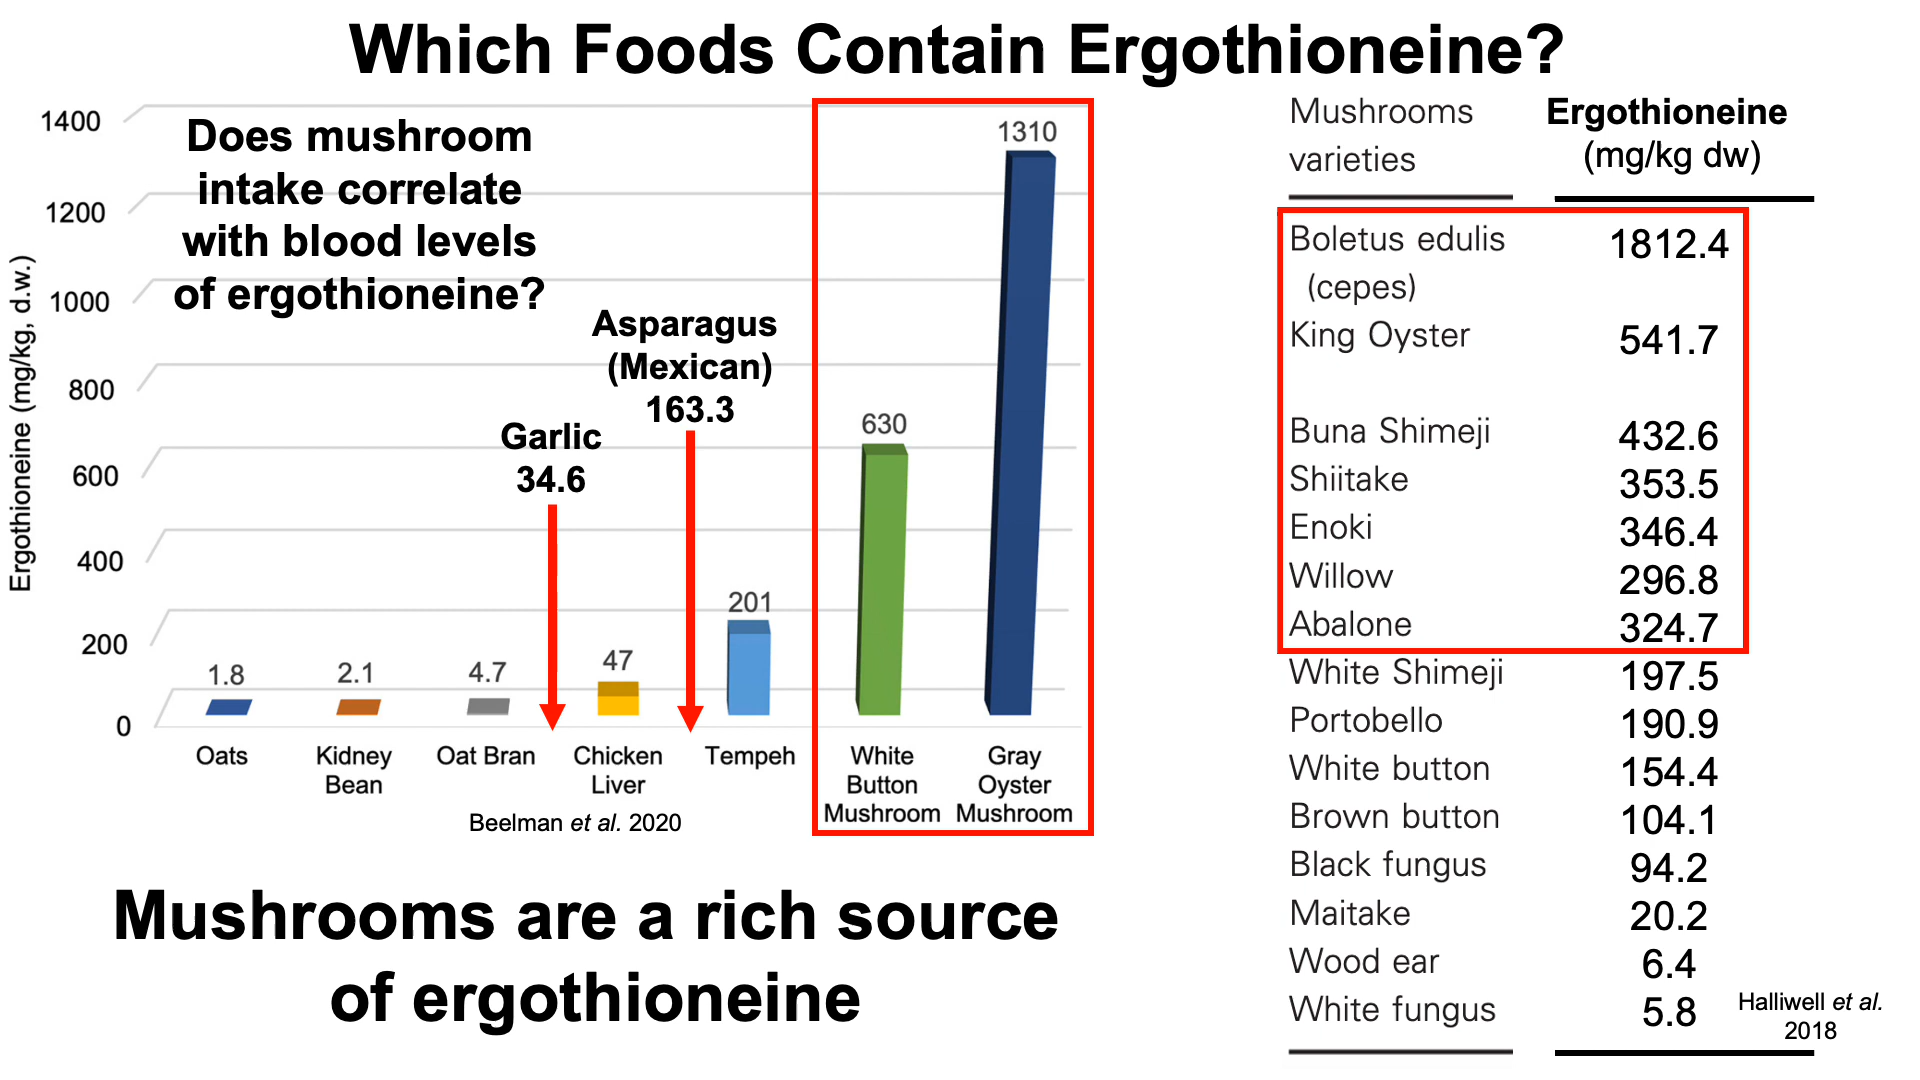 Which Foods Contain Ergothioneine?
Does mushroom
intake correlate
with blood levels
of ergothioneine?
Ergothioneine (mg/kg, d.w.)
1400
1200
1000
800
600
400
200
0
Garlic
34.6
Asparagus
(Mexican)
163.3
1.8
2.1
4.7
47
201
630
1310
Oats
Kidney
Bean
Oat Bran
Chicken
Liver
Tempeh
White
Button
Mushroom
Gray
Oyster
Mushroom
Beelman et al. 2020
Mushrooms are a rich source
of ergothioneine
Mushrooms
varieties
Ergothioneine
(mg/kg dw)
Boletus edulis 1812.4
(cepes)
King Oyster 541.7
Buna Shimeji 432.6
Shiitake 353.5
Enoki 346.4
Willow 296.8
Abalone 324.7
White Shimeji 197.5
Portobello 190.9
White button 154.4
Brown button 104.1
Black fungus 94.2
Maitake 20.2
Wood ear 6.4
White fungus 5.8
Halliwell et al.
2018